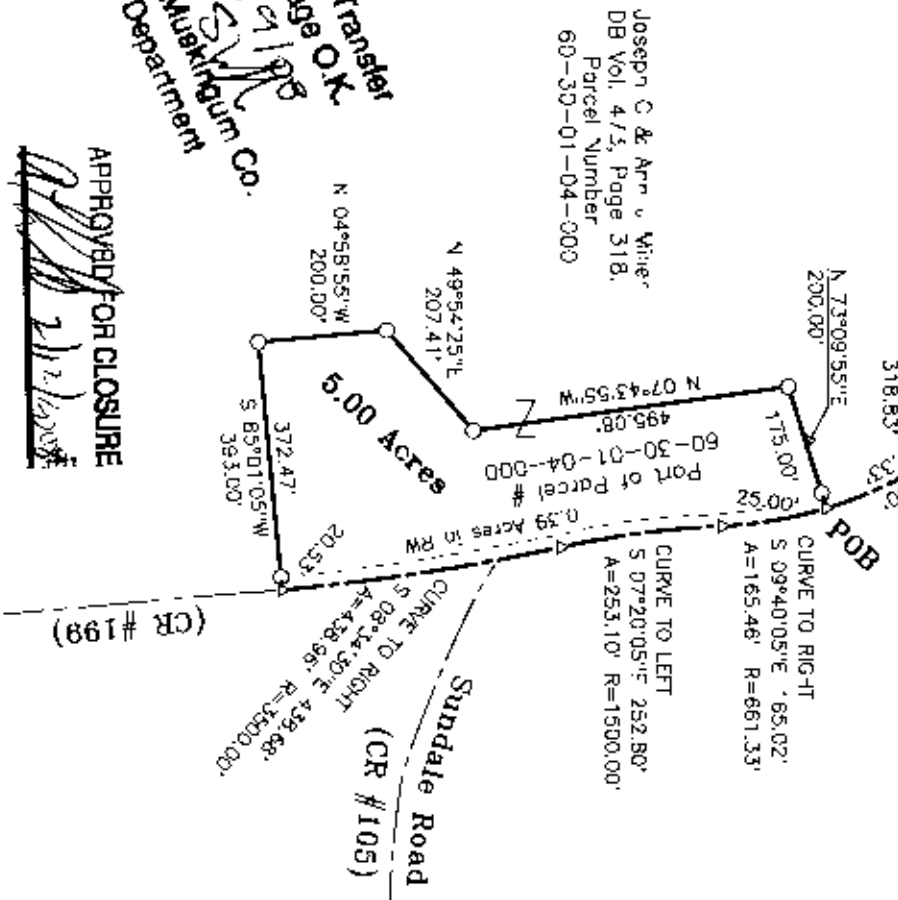 Transfer
O.K.
Muskingum Co.
Department
APPROVED FOR CLOSURE
Joseph C & Ann
DB Vol. 473, Page 318,
Parcel Number
60-30-01-04-000
318.83'
N 73°09'55"E
200.00'
175.00'
25.00'
POB
N 04°58'55"W
200.00'
N 49°54'25"E
207.41'
N 07°43'55"W
495.08'
Part of Parcel #
60-30-01-04--000
0.39 Acres in RW
5.00 Acres
372.47'
S 85°01'05"W
393.00'
20.53'
CURVE TO RIGHT
S 09°40'05"E 165.02'
A=165.46' R=661.33'
CURVE TO LEFT
S 07°20'05"E 252.80'
A=253.10' R=1500.00'
CURVE TO RIGHT
S 08°34'30"E 438.68'
A=438.96' R=3500.00'
(CR #199)
Sundale Road
(CR #105)